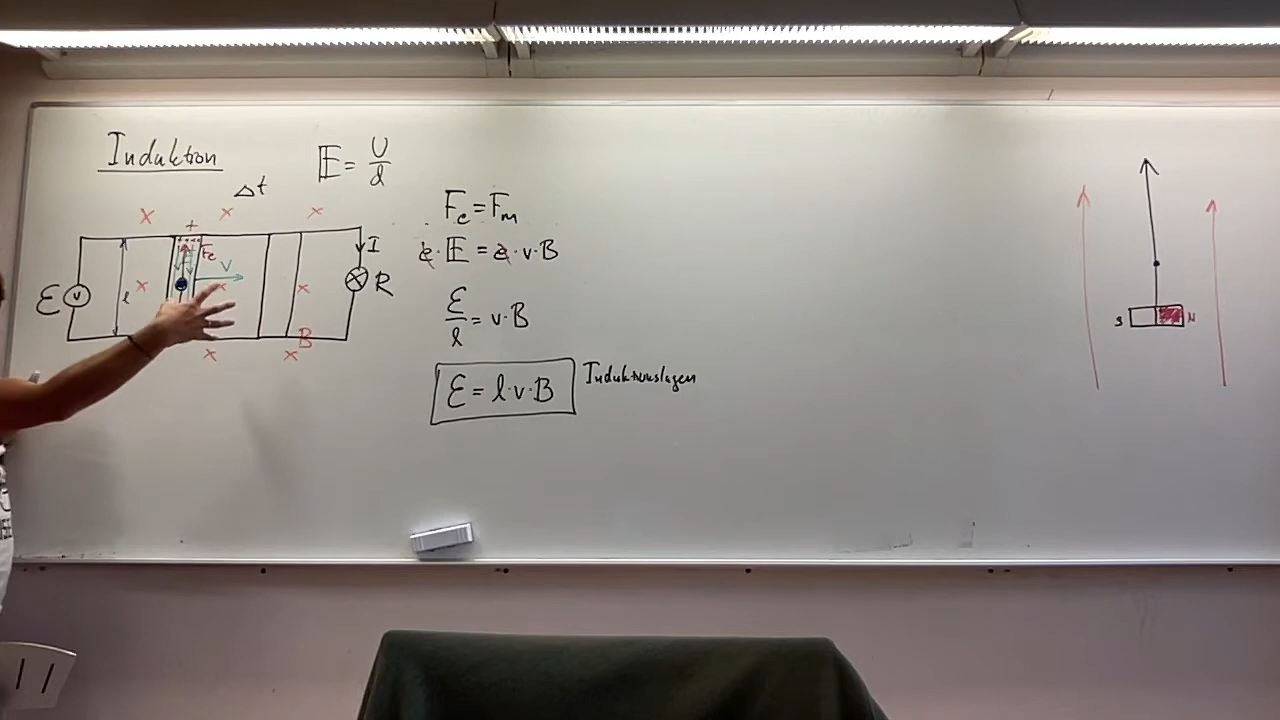 Induktion
E = U/l
Δt
x x x
+
Fe
I
v
x x x
ε
V
l
R
B
x x
Fe = Fm
e · E = e · v · B
ε/l = v · B
ε = l · v · B
Induktionslagen
S N